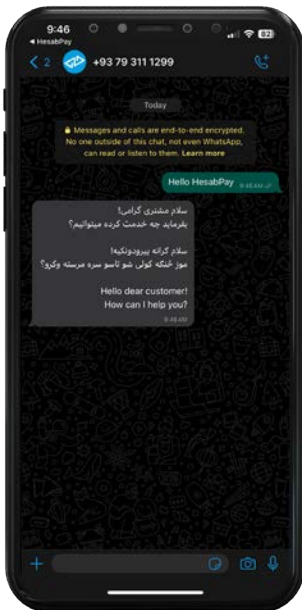 9:46
82
◄ HesabPay
2
+93 79 311 1299
Today
Messages and calls are end-to-end encrypted.
No one outside of this chat, not even WhatsApp,
can read or listen to them. Learn more
Hello HesabPay 9:46 AM
سلام مشتری گرامی!
بفرماید چه خدمت کرده میتوانیم؟
سلام گرانه پیرودونکیه!
موږ څنګه کولی شو تاسو سره مرسته وکړو؟
Hello dear customer!
How can I help you?
9:46 AM